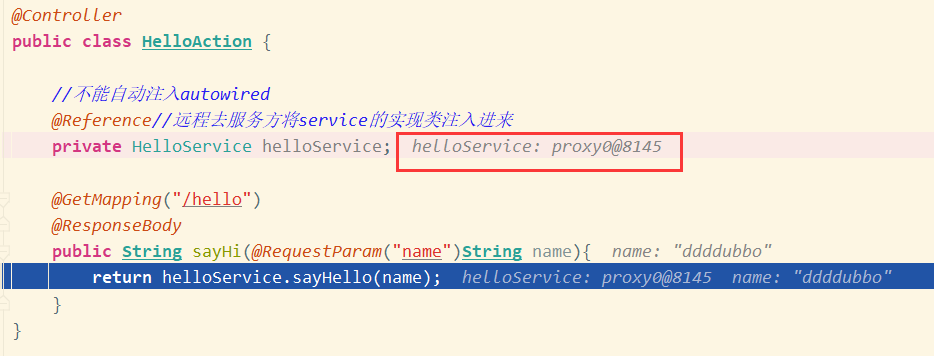 @Controller
public class HelloAction {
//不能自动注入autowired
@Reference//远程去服务方将service的实现类注入进来
private HelloService helloService; helloService: proxy0@8145
@GetMapping("/hello")
@ResponseBody
public String sayHi(@RequestParam("name")String name){ name: "ddddubbo"
return helloService.sayHello(name); helloService: proxy0@8145 name: "ddddubbo"
}
}